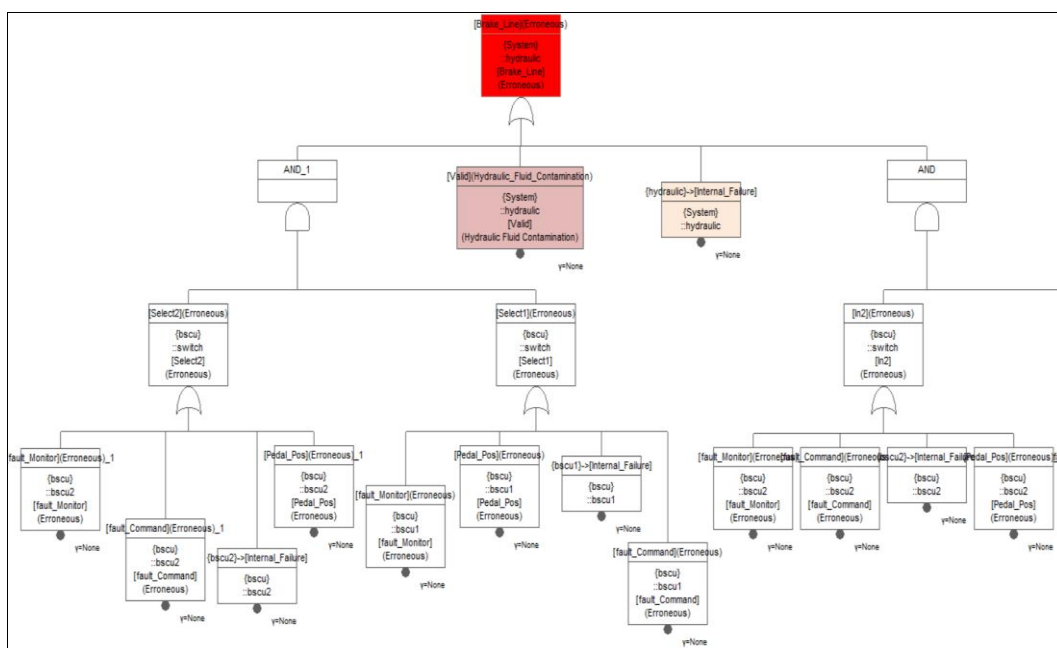 [Brake_Line](Erroneous)
{System}
::hydraulic
[Brake_Line]
(Erroneous)
AND_1
[Valid](Hydraulic_Fluid_Contamination)
{System}
::hydraulic
[Valid]
(Hydraulic Fluid Contamination)
γ=None
{hydraulic}->[Internal_Failure]
{System}
::hydraulic
γ=None
AND
[Select2](Erroneous)
{bscu}
::switch
[Select2]
(Erroneous)
[Select1](Erroneous)
{bscu}
::switch
[Select1]
(Erroneous)
[In2](Erroneous)
{bscu}
::switch
[In2]
(Erroneous)
fault_Monitor](Erroneous)_1
{bscu}
::bscu2
[fault_Monitor]
(Erroneous)
γ=None
[fault_Command](Erroneous)_1
{bscu}
::bscu2
[fault_Command]
(Erroneous)
γ=None
{bscu2}->[Internal_Failure]
{bscu}
::bscu2
γ=None
[Pedal_Pos](Erroneous)_1
{bscu}
::bscu2
[Pedal_Pos]
(Erroneous)
γ=None
[fault_Monitor](Erroneous)
{bscu}
::bscu1
[fault_Monitor]
(Erroneous)
γ=None
[Pedal_Pos](Erroneous)
{bscu}
::bscu1
[Pedal_Pos]
(Erroneous)
γ=None
{bscu1}->[Internal_Failure]
{bscu}
::bscu1
γ=None
[fault_Command](Erroneous)
{bscu}
::bscu1
[fault_Command]
(Erroneous)
γ=None
[fault_Monitor](Erroneous
{bscu}
::bscu2
[fault_Monitor]
(Erroneous)
γ=None
[fault_Command](Erroneous
{bscu}
::bscu2
[fault_Command]
(Erroneous)
γ=None
bscu2}->[Internal_Failure
{bscu}
::bscu2
γ=None
[Pedal_Pos](Erroneous)
{bscu}
::bscu2
[Pedal_Pos]
(Erroneous)
γ=None